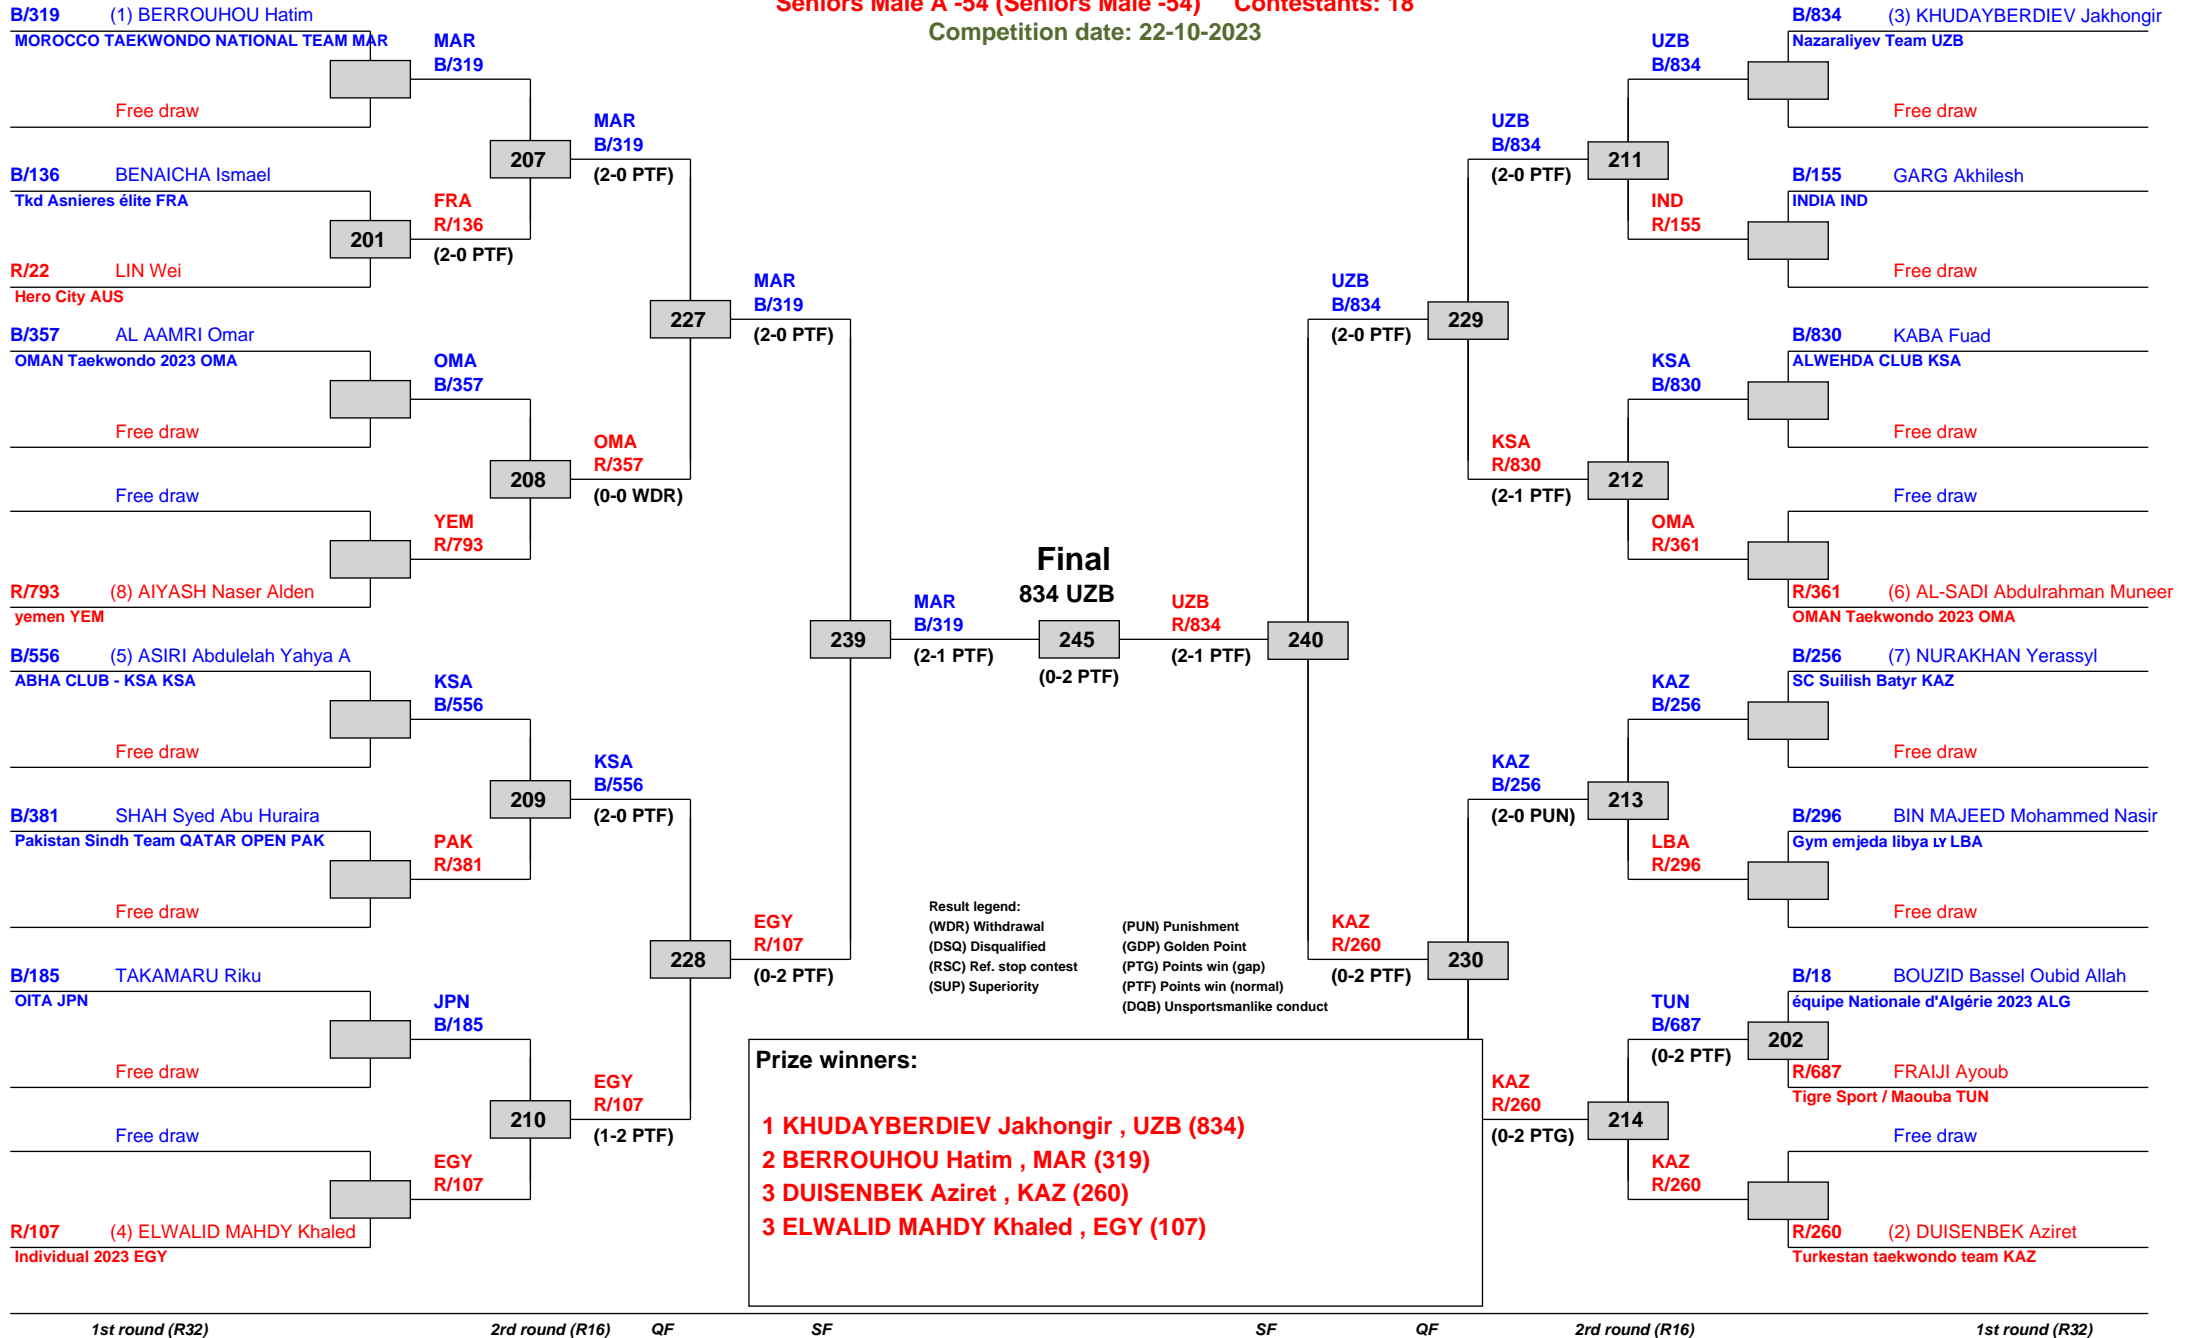 Seniors Male A -54 (Seniors Male -54) Contestants: 18
Competition date: 22-10-2023
B/319 (1) BERROUHOU Hatim
MOROCCO TAEKWONDO NATIONAL TEAM MAR
Free draw
B/136 BENAICHA Ismael
Tkd Asnieres élite FRA
R/22 LIN Wei
Hero City AUS
B/357 AL AAMRI Omar
OMAN Taekwondo 2023 OMA
Free draw
Free draw
R/793 (8) AIYASH Naser Alden
yemen YEM
B/556 (5) ASIRI Abdulelah Yahya A
ABHA CLUB - KSA KSA
Free draw
B/381 SHAH Syed Abu Huraira
Pakistan Sindh Team QATAR OPEN PAK
Free draw
B/185 TAKAMARU Riku
OITA JPN
Free draw
Free draw
R/107 (4) ELWALID MAHDY Khaled
Individual 2023 EGY
201
MAR
B/319
FRA
R/136
(2-0 PTF)
OMA
B/357
YEM
R/793
KSA
B/556
PAK
R/381
JPN
B/185
EGY
R/107
207
208
209
210
MAR
B/319
(2-0 PTF)
OMA
R/357
(0-0 WDR)
KSA
B/556
(2-0 PTF)
EGY
R/107
(1-2 PTF)
227
228
MAR
B/319
(2-0 PTF)
EGY
R/107
(0-2 PTF)
239
MAR
B/319
(2-1 PTF)
Final
834 UZB
245
(0-2 PTF)
UZB
R/834
(2-1 PTF)
240
UZB
B/834
(2-0 PTF)
KAZ
R/260
(0-2 PTF)
229
230
UZB
B/834
(2-0 PTF)
KSA
R/830
(2-1 PTF)
KAZ
B/256
(2-0 PUN)
KAZ
R/260
(0-2 PTG)
211
212
213
214
UZB
B/834
IND
R/155
KSA
B/830
OMA
R/361
KAZ
B/256
LBA
R/296
TUN
B/687
(0-2 PTF)
KAZ
R/260
202
B/834 (3) KHUDAYBERDIEV Jakhongir
Nazaraliyev Team UZB
Free draw
B/155 GARG Akhilesh
INDIA IND
Free draw
B/830 KABA Fuad
ALWEHDA CLUB KSA
Free draw
Free draw
R/361 (6) AL-SADI Abdulrahman Muneer
OMAN Taekwondo 2023 OMA
B/256 (7) NURAKHAN Yerassyl
SC Suilish Batyr KAZ
Free draw
B/296 BIN MAJEED Mohammed Nasir
Gym emjeda libya LY LBA
Free draw
B/18 BOUZID Bassel Oubid Allah
équipe Nationale d'Algérie 2023 ALG
R/687 FRAIJI Ayoub
Tigre Sport / Maouba TUN
Free draw
R/260 (2) DUISENBEK Aziret
Turkestan taekwondo team KAZ
Result legend:
(WDR) Withdrawal (PUN) Punishment
(DSQ) Disqualified (GDP) Golden Point
(RSC) Ref. stop contest (PTG) Points win (gap)
(SUP) Superiority (PTF) Points win (normal)
(DQB) Unsportsmanlike conduct
Prize winners:
1 KHUDAYBERDIEV Jakhongir , UZB (834)
2 BERROUHOU Hatim , MAR (319)
3 DUISENBEK Aziret , KAZ (260)
3 ELWALID MAHDY Khaled , EGY (107)
1st round (R32) 2rd round (R16) QF SF SF QF 2rd round (R16) 1st round (R32)